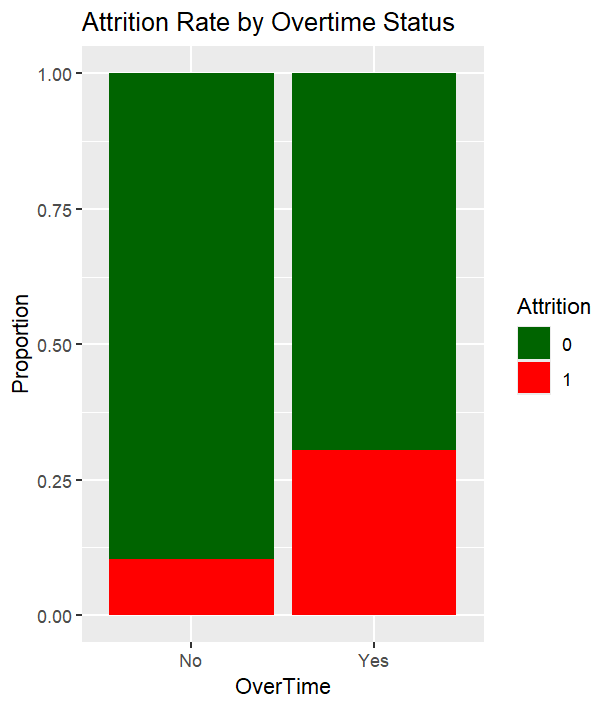 Attrition Rate by Overtime Status
1.00
0.75
0.50
0.25
0.00
Proportion
No Yes
OverTime
Attrition
0
1